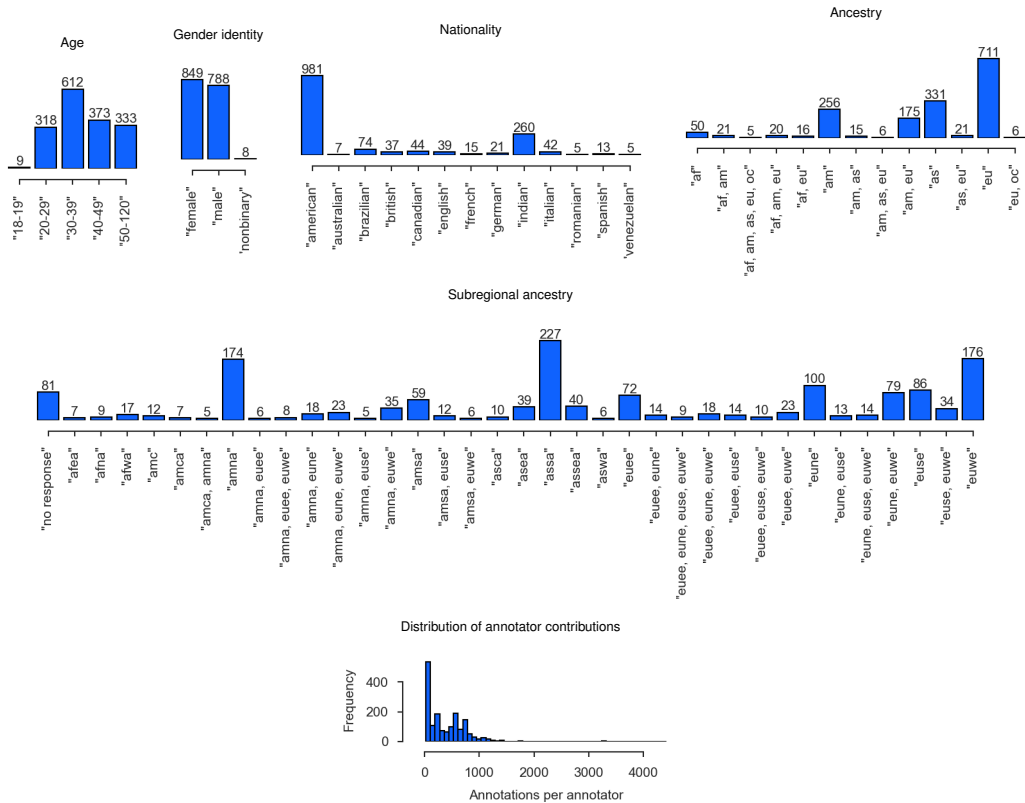 Age
9
318
612
373
333
"18-19"
"20-29"
"30-39"
"40-49"
"50-120"
Gender identity
849
788
8
"female"
"male"
'nonbinary"
Nationality
981
7
74
37
44
39
15
21
260
42
5
13
5
"american"
"australian"
"brazilian"
"british"
"canadian"
"english"
"french"
"german"
"indian"
"italian"
"romanian"
"spanish"
'venezuelan"
Ancestry
50
21
5
20
16
256
15
6
175
331
21
711
6
"af"
"af, am"
"af, am, as, eu, oc"
"af, am, eu"
"af, eu"
"am"
"am, as"
"am, as, eu"
"am, eu"
"as"
"as, eu"
"eu"
"eu, oc"
Subregional ancestry
81
7
9
17
12
7
5
174
6
8
18
23
5
35
59
12
6
10
39
227
40
6
72
14
9
18
14
10
23
100
13
14
79
86
34
176
"no response"
"afea"
"afna"
"afwa"
"amc"
"amca"
"amca, amna"
"amna"
"amna, euee"
"amna, euee, euwe"
"amna, eune"
"amna, eune, euwe"
"amna, euse"
"amna, euwe"
"amsa"
"amsa, euse"
"amsa, euwe"
"asca"
"asea"
"assa"
"assea"
"aswa"
"euee"
"euee, eune"
"euee, eune, euse, euwe"
"euee, eune, euwe"
"euee, euse"
"euee, euse, euwe"
"euee, euwe"
"eune"
"eune, euse"
"eune, euse, euwe"
"eune, euwe"
"euse"
"euse, euwe"
"euwe"
Distribution of annotator contributions
Frequency
400
200
0
0
1000
2000
3000
4000
Annotations per annotator